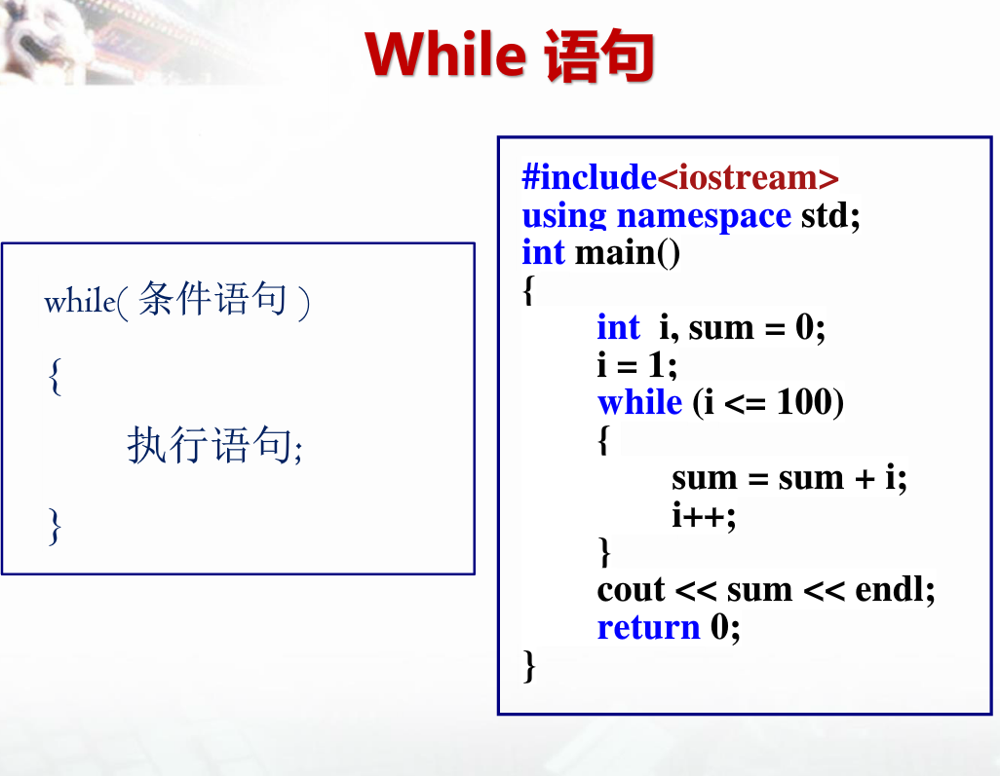 While 语句
while( 条件语句 )
{
执行语句;
}
#include<iostream>
using namespace std;
int main()
{
int  i, sum = 0;
i = 1;
while (i <= 100)
{
sum = sum + i;
i++;
}
cout << sum << endl;
return 0;
}